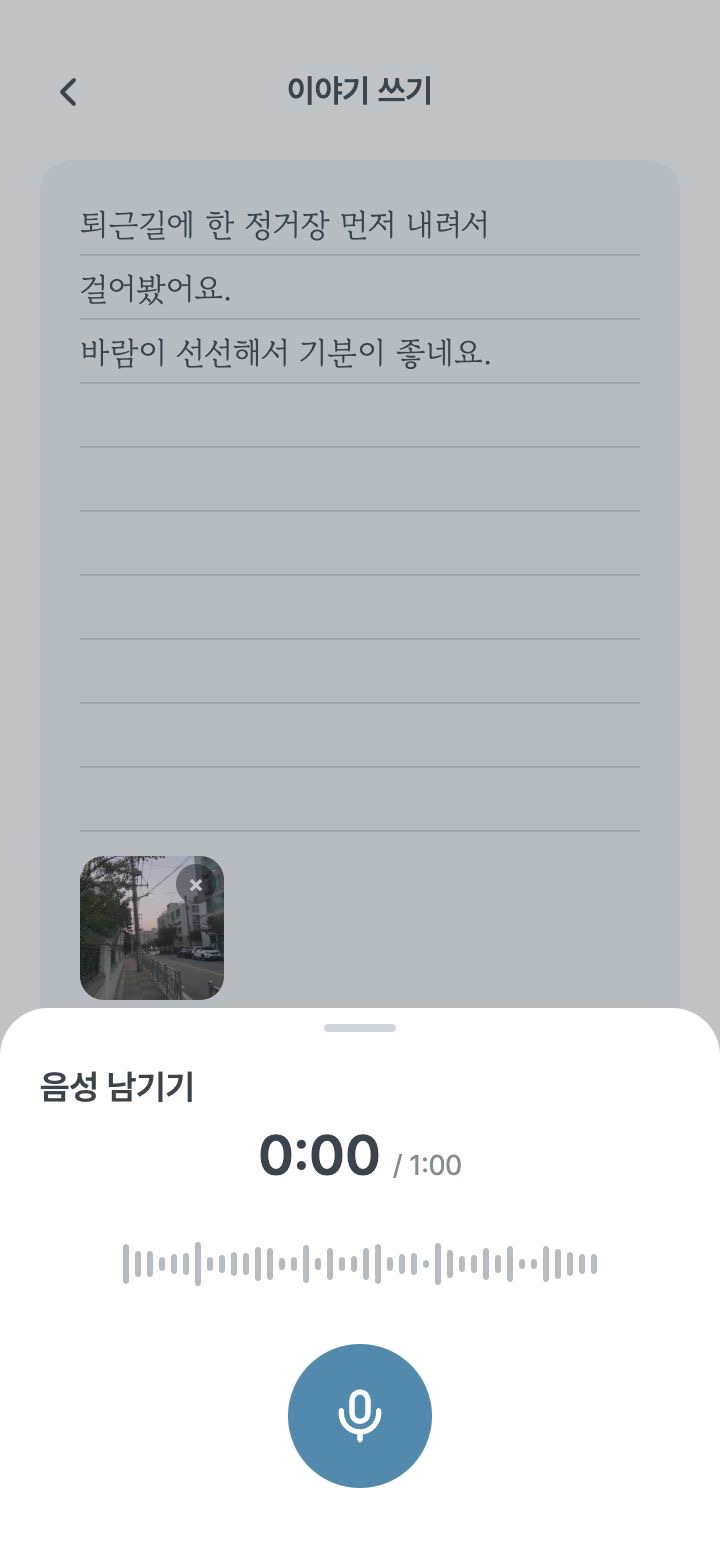 이야기 쓰기
퇴근길에 한 정거장 먼저 내려서
걸어봤어요.
바람이 선선해서 기분이 좋네요.
음성 남기기
0:00 / 1:00